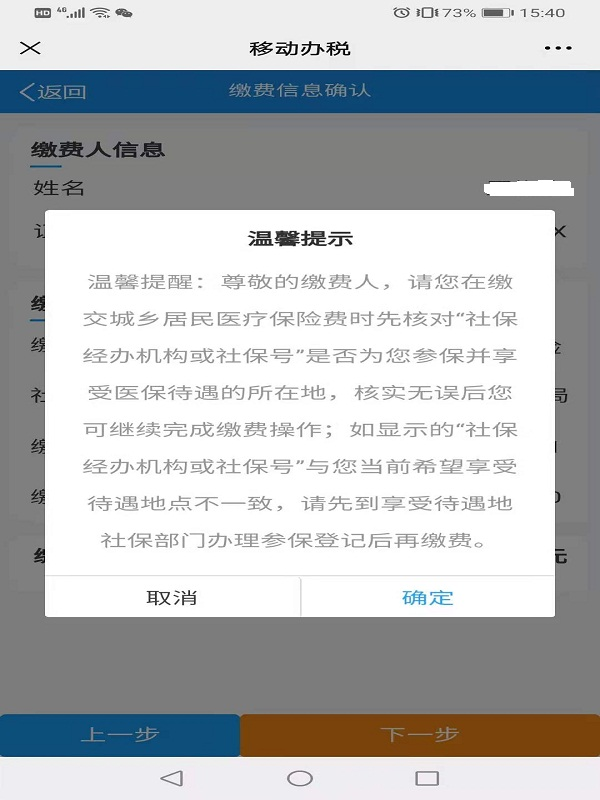 HD 4G 73% 15:40
移动办税
返回 缴费信息确认
缴费人信息
姓名
温馨提示
温馨提醒：尊敬的缴费人，请您在缴
交城乡居民医疗保险费时先核对“社保
经办机构或社保号”是否为您参保并享
受医保待遇的所在地，核实无误后您
可继续完成缴费操作；如显示的“社保
经办机构或社保号”与您当前希望享受
待遇地点不一致，请先到享受待遇地
社保部门办理参保登记后再缴费。
取消 确定
上一步 下一步